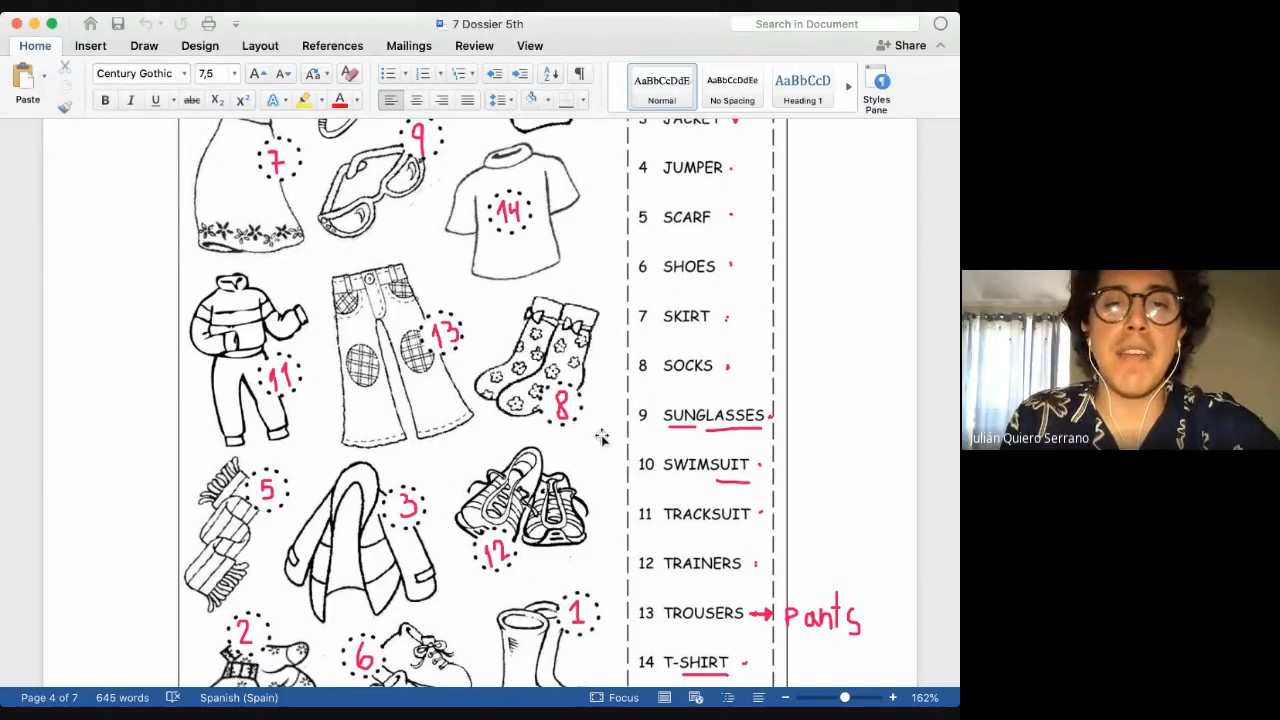 7 Dossier 5th
Search in Document
Home Insert Draw Design Layout References Mailings Review View Share
Paste
Century Gothic 7,5
AaBbCcDdE AaBbCcDdEe AaBbCcD
Normal No Spacing Heading 1 Styles Pane
3 JACKET
4 JUMPER
5 SCARF
6 SHOES
7 SKIRT
8 SOCKS
9 SUNGLASSES
10 SWIMSUIT
11 TRACKSUIT
12 TRAINERS
13 TROUSERS → pants
14 T-SHIRT
7
9
14
11
13
8
5
3
12
2
6
1
Julián Quiero Serrano
Page 4 of 7 645 words Spanish (Spain) Focus 162%